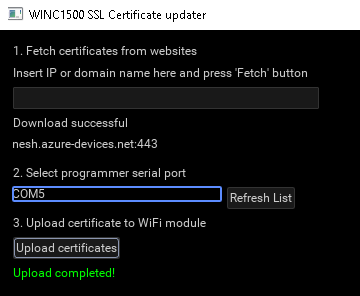 WINC1500 SSL Certificate updater
1. Fetch certificates from websites
Insert IP or domain name here and press 'Fetch' button
Download successful
nesh.azure-devices.net:443
2. Select programmer serial port
COM5
Refresh List
3. Upload certificate to WiFi module
Upload certificates
Upload completed!